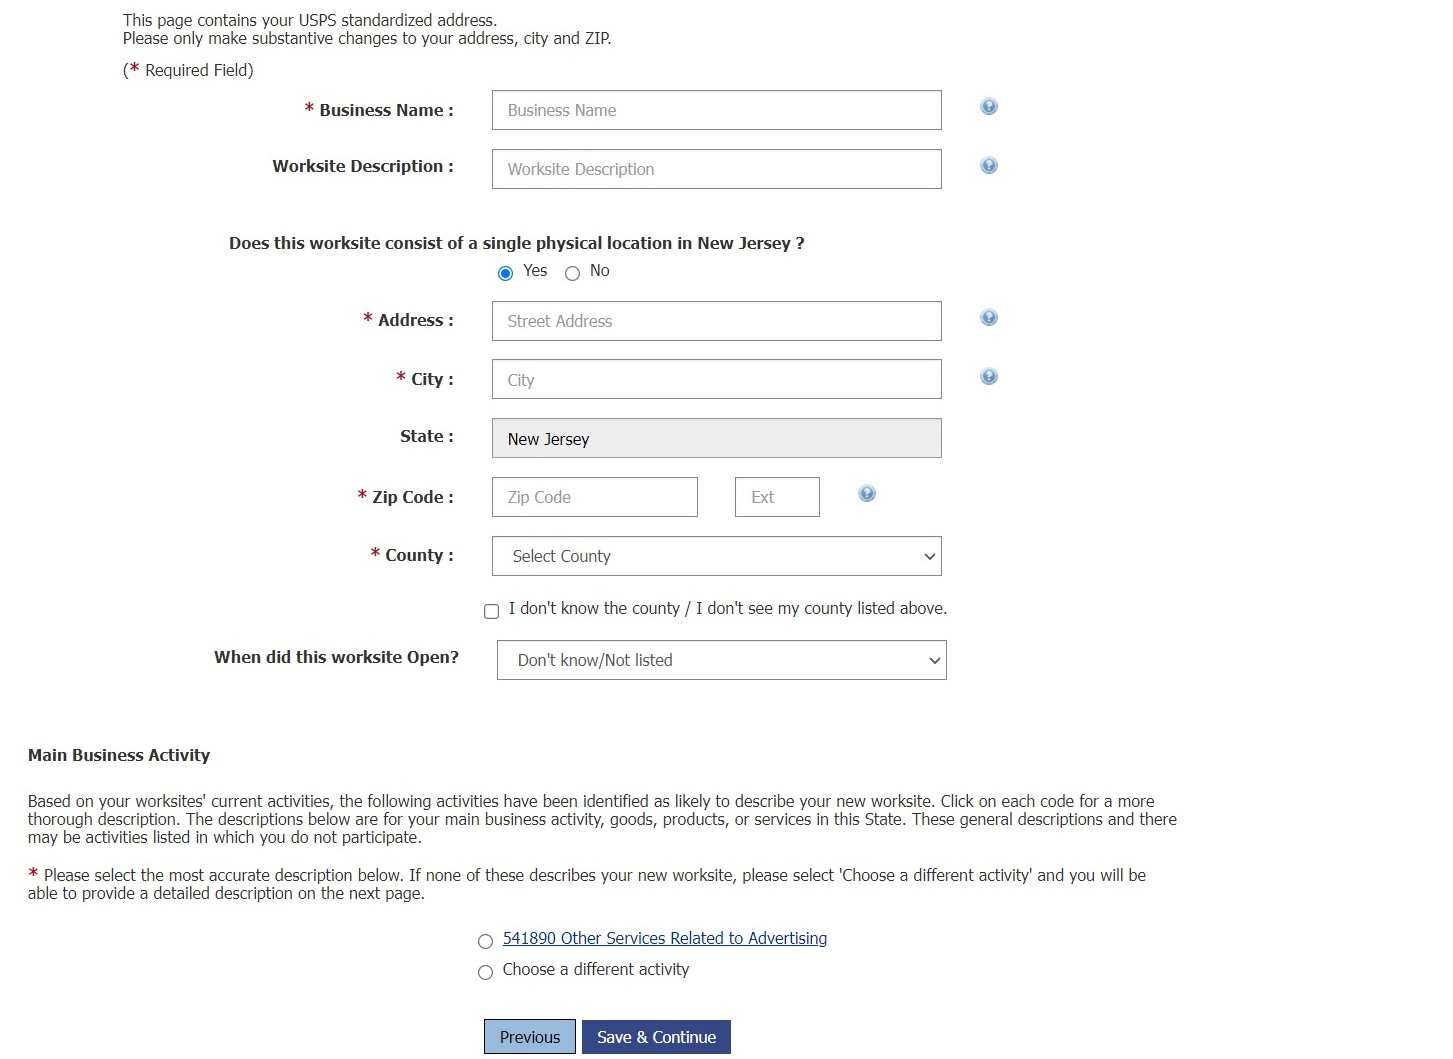 This page contains your USPS standardized address.
Please only make substantive changes to your address, city and ZIP.
(* Required Field)
* Business Name :
Business Name
Worksite Description :
Worksite Description
Does this worksite consist of a single physical location in New Jersey ?
Yes No
* Address :
Street Address
* City :
City
State :
New Jersey
* Zip Code :
Zip Code
Ext
* County :
Select County
I don't know the county / I don't see my county listed above.
When did this worksite Open?
Don't know/Not listed
Main Business Activity
Based on your worksites' current activities, the following activities have been identified as likely to describe your new worksite. Click on each code for a more
thorough description. The descriptions below are for your main business activity, goods, products, or services in this State. These general descriptions and there
may be activities listed in which you do not participate.
* Please select the most accurate description below. If none of these describes your new worksite, please select 'Choose a different activity' and you will be
able to provide a detailed description on the next page.
541890 Other Services Related to Advertising
Choose a different activity
Previous
Save & Continue